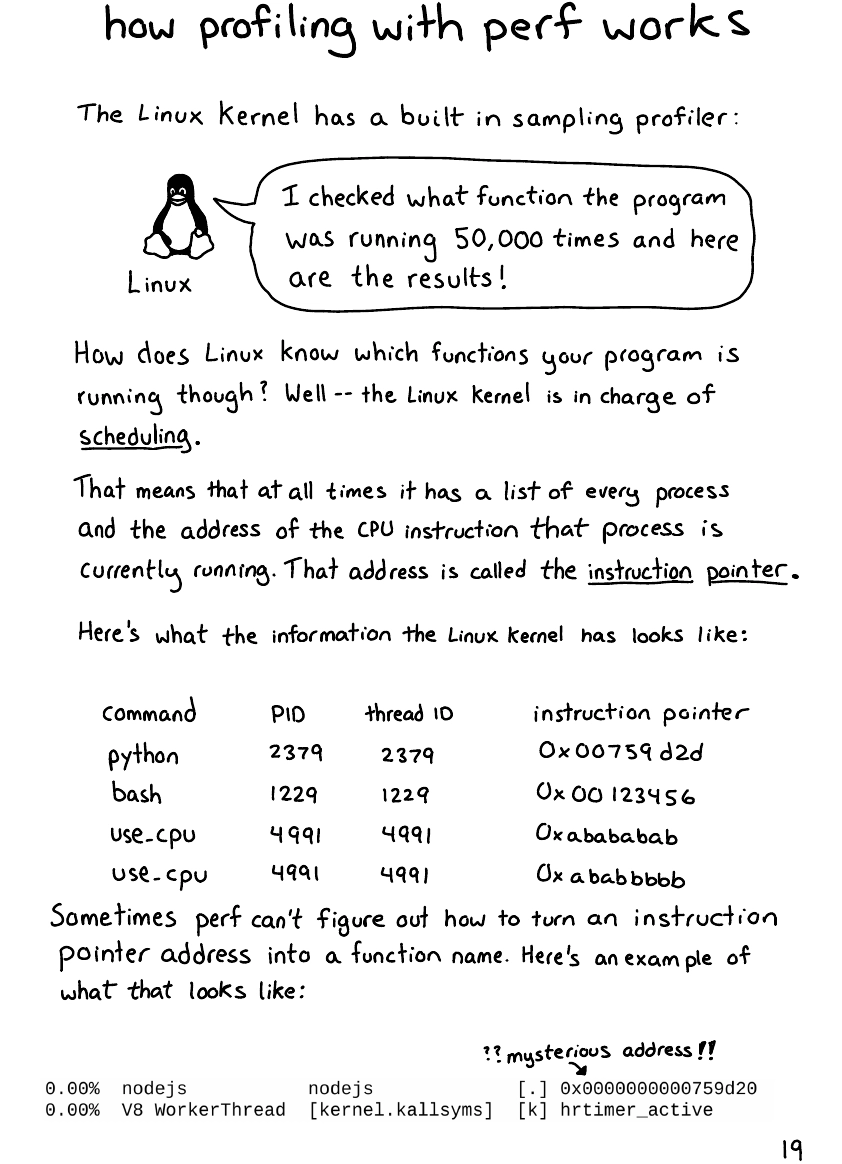 how profiling with perf works
The Linux kernel has a built in sampling profiler:
I checked what function the program
was running 50,000 times and here
are the results!
Linux
How does Linux know which functions your program is
running though? Well -- the Linux kernel is in charge of
scheduling.
That means that at all times it has a list of every process
and the address of the CPU instruction that process is
currently running. That address is called the instruction pointer.
Here's what the information the Linux kernel has looks like:
command PID thread ID instruction pointer
python 2379 2379 0x00759d2d
bash 1229 1229 0x00123456
use_cpu 4991 4991 0xabababab
use_cpu 4991 4991 0xababbbbb
Sometimes perf can't figure out how to turn an instruction
pointer address into a function name. Here's an example of
what that looks like:
?? mysterious address!!
0.00% nodejs nodejs [.] 0x0000000000759d20
0.00% V8 WorkerThread [kernel.kallsyms] [k] hrtimer_active
19